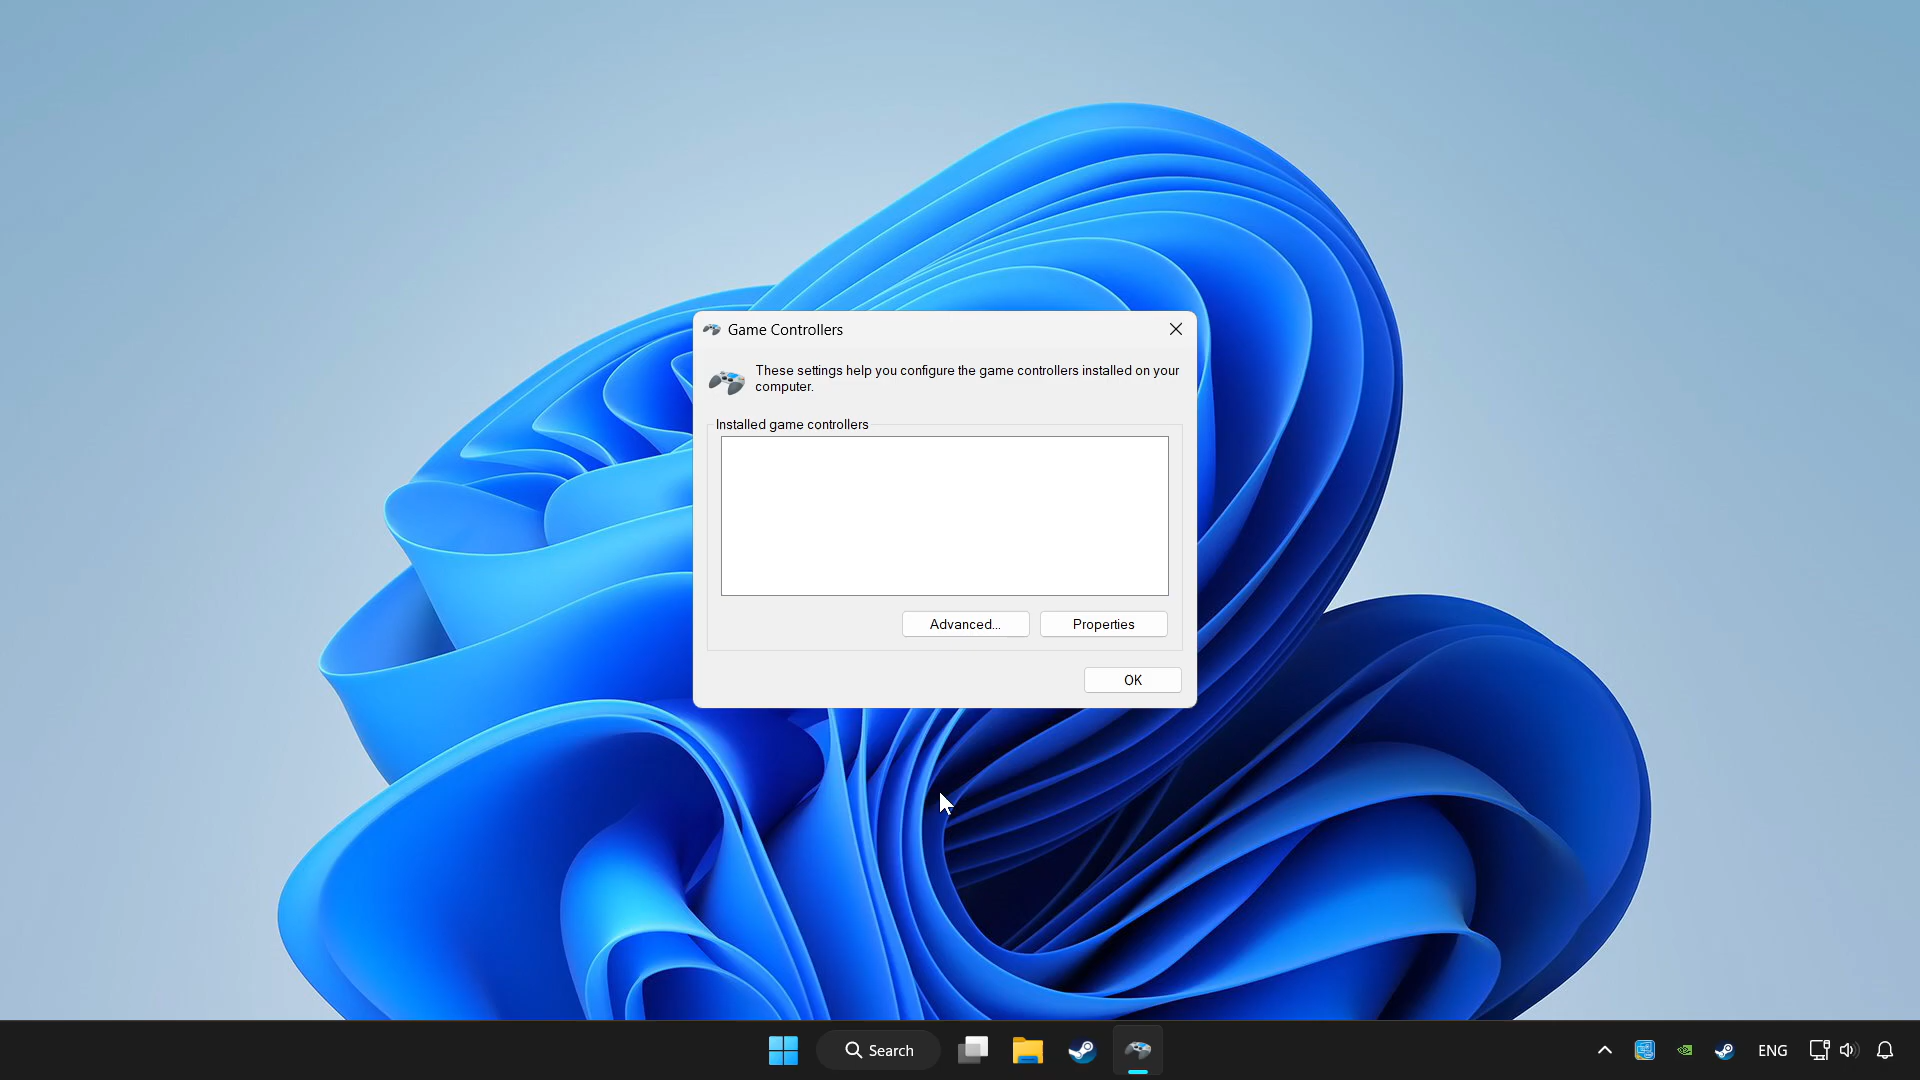 Game Controllers
These settings help you configure the game controllers installed on your
computer.
Installed game controllers
Advanced...
Properties
OK
Search
ENG